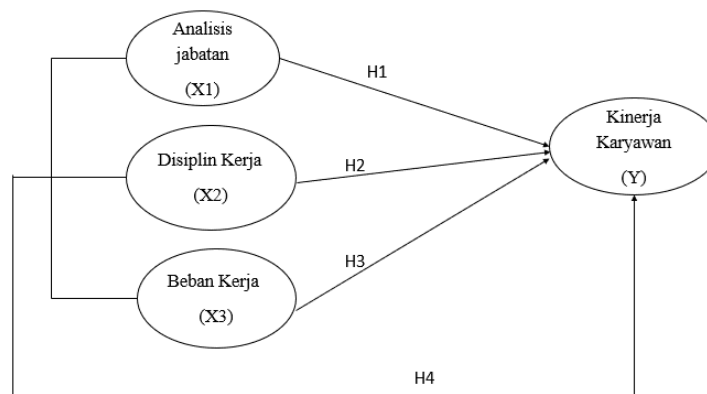 Analisis
jabatan
(X1)
H1
Kinerja
Karyawan
(Y)
Disiplin Kerja
(X2)
H2
Beban Kerja
(X3)
H3
H4